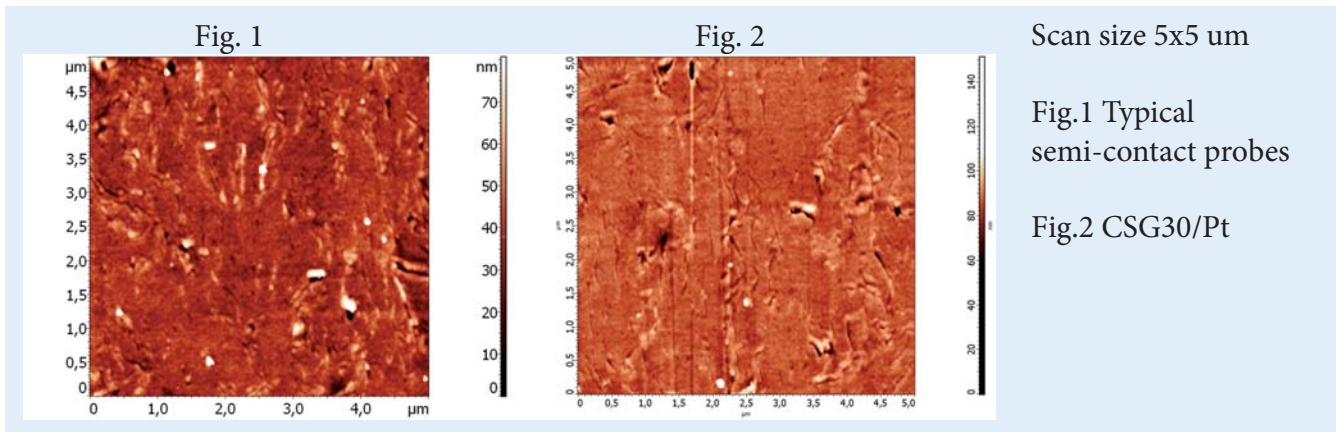 Fig. 1
Fig. 2
Scan size 5x5 um
Fig.1 Typical
semi-contact probes
Fig.2 CSG30/Pt
µm
4,5
4,0
3,5
3,0
2,5
2,0
1,5
1,0
0,5
0
0 1,0 2,0 3,0 4,0 µm
nm
70
60
50
40
30
20
10
0
5,0
4,5
4,0
3,5
3,0
2,5
2,0
1,5
1,0
0,5
0
µm
0 0,5 1,0 1,5 2,0 2,5 3,0 3,5 4,0 4,5 5,0
µm
140
120
100
80
60
40
20
0
nm